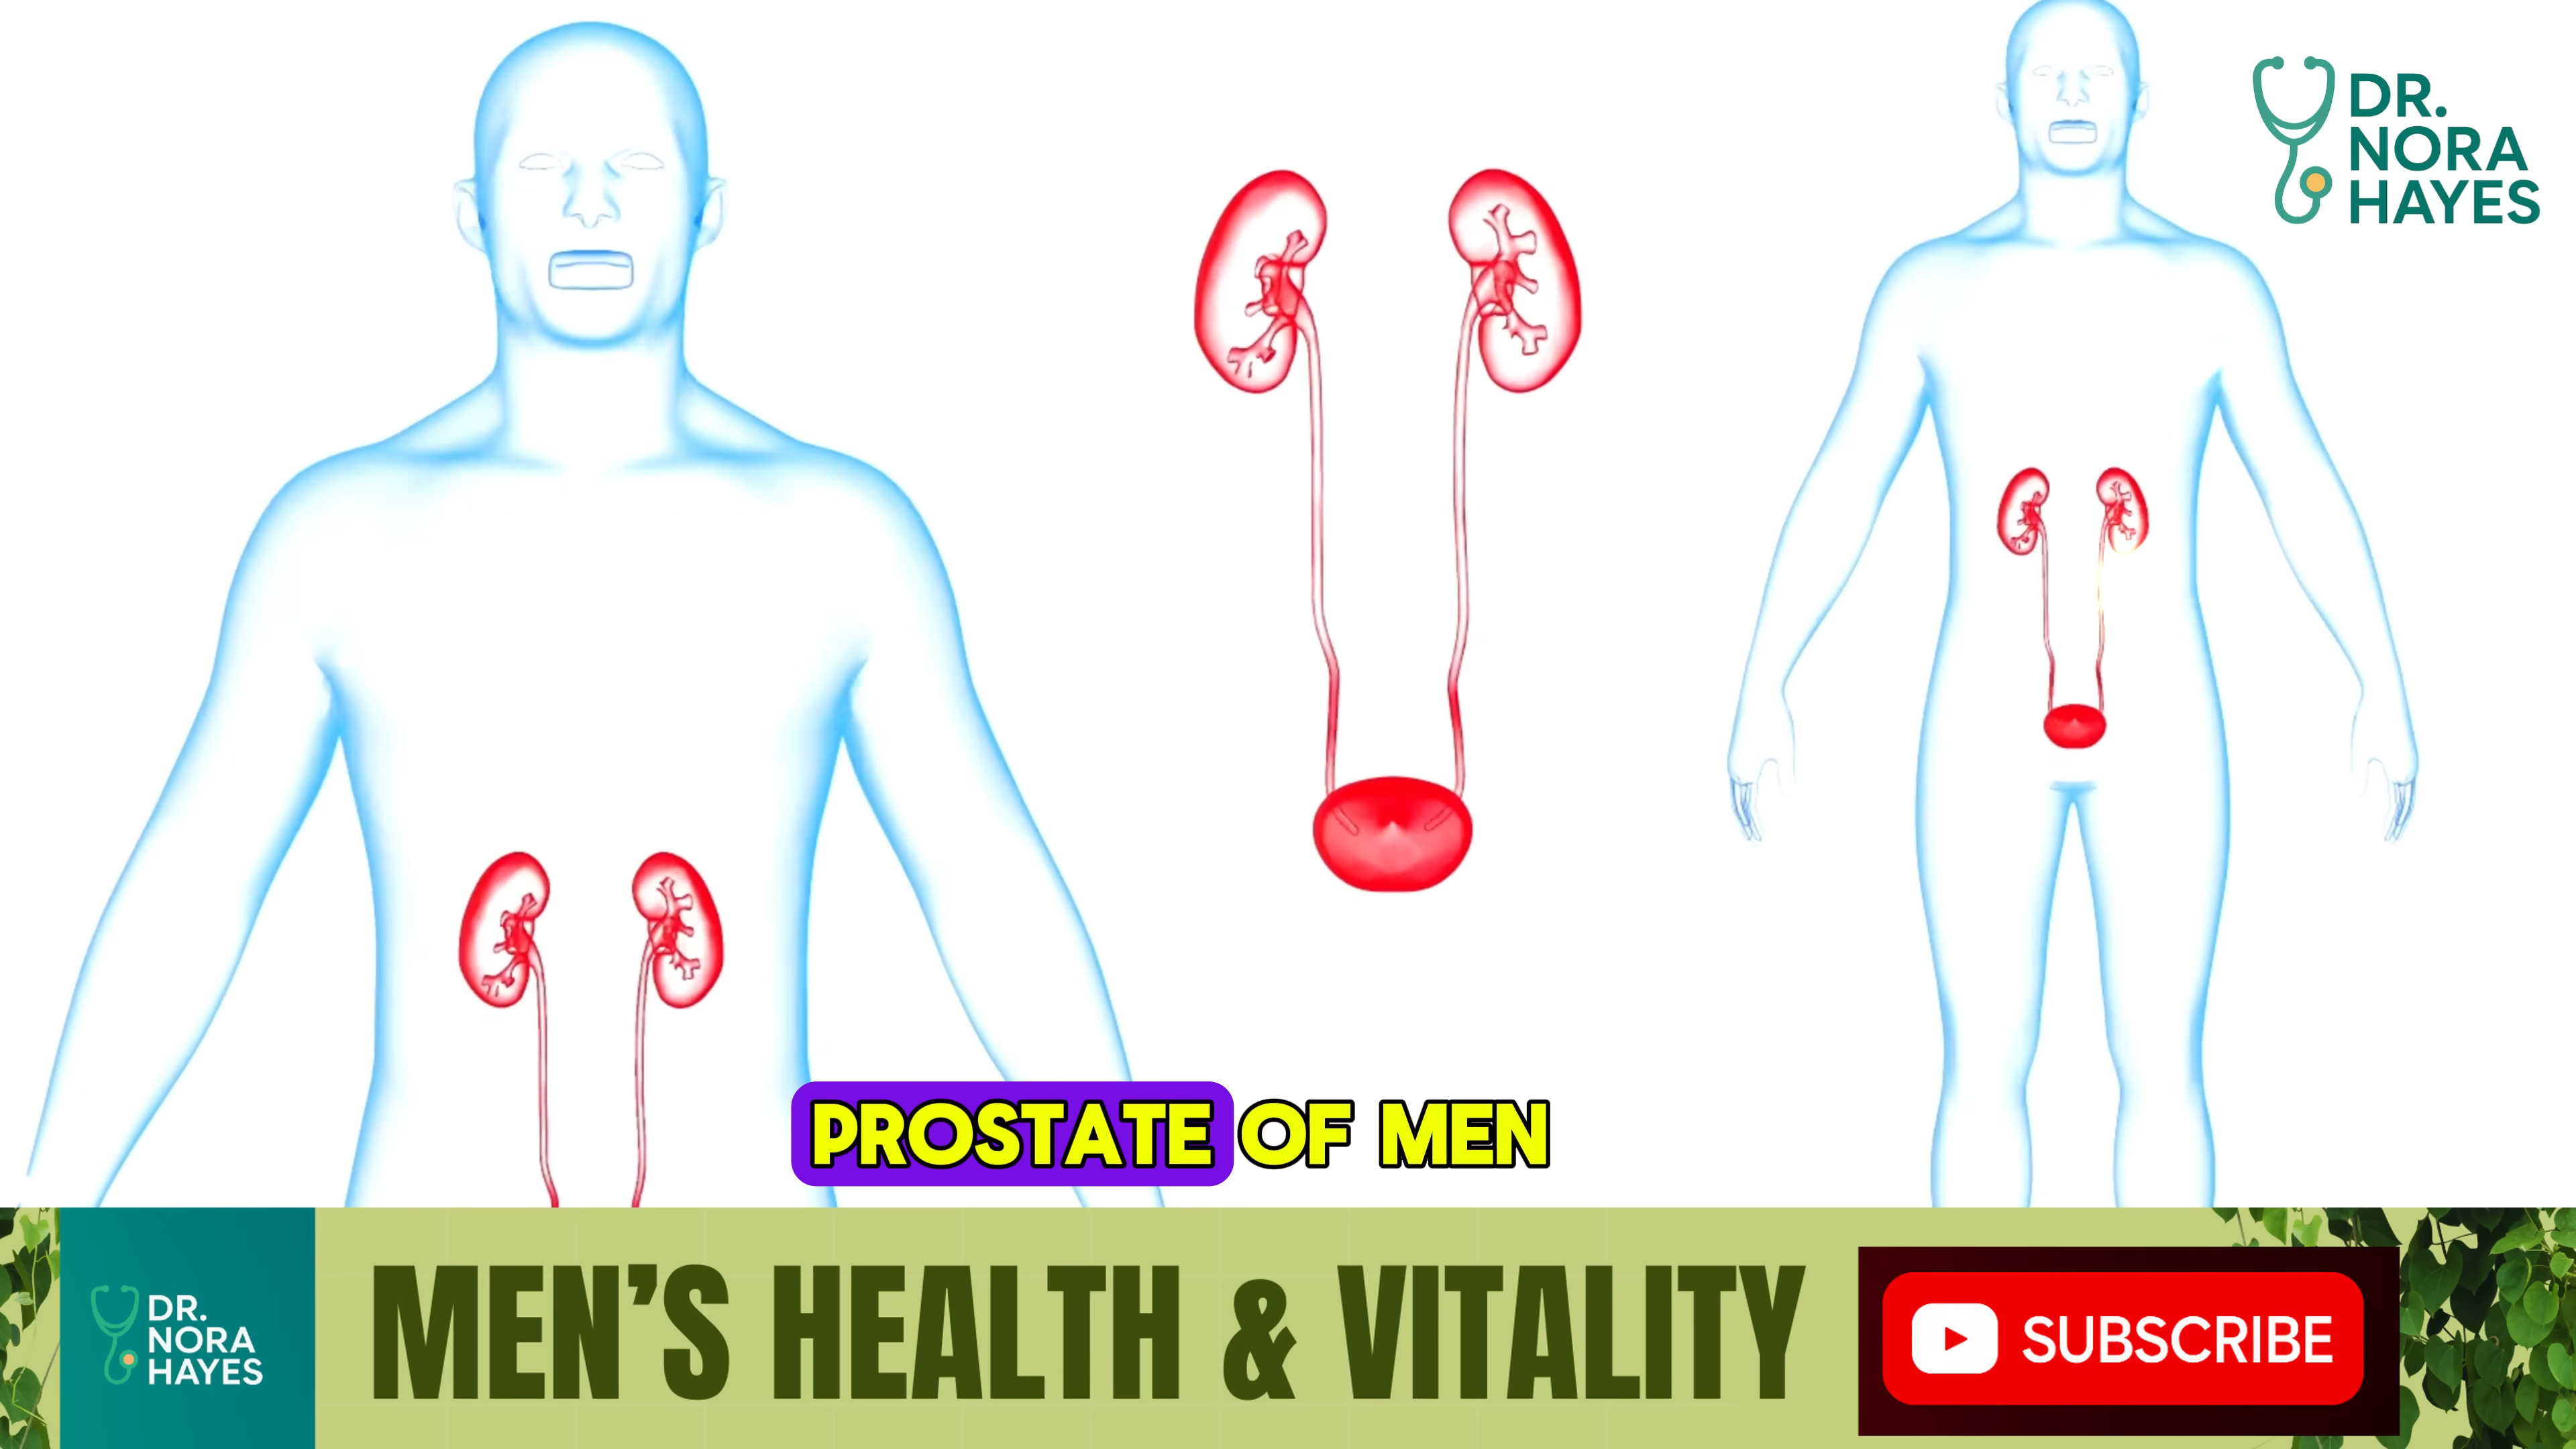 DR.
NORA
HAYES
PROSTATE OF MEN
DR.
NORA
HAYES
MEN'S HEALTH & VITALITY
SUBSCRIBE